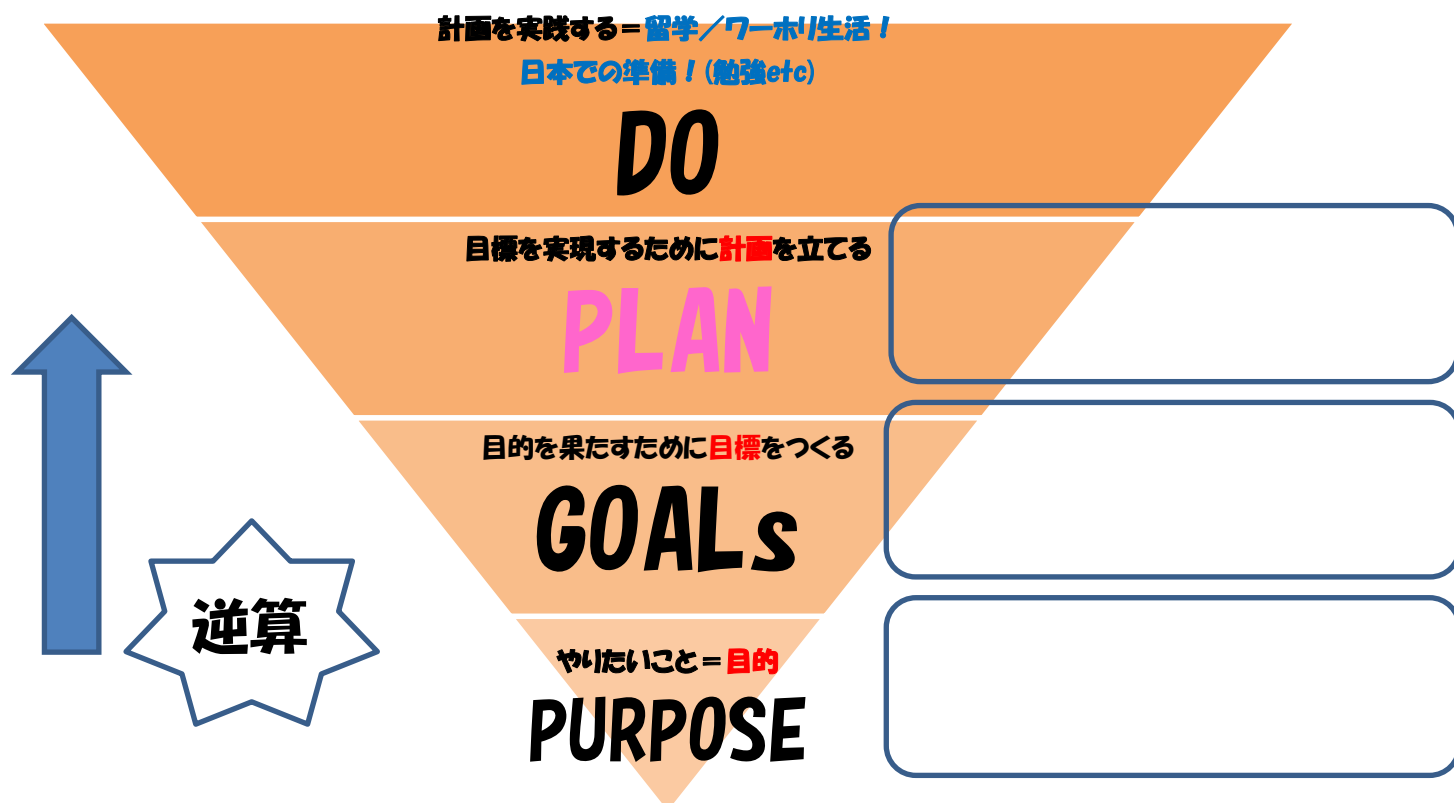 計画を実践する＝留学／ワーホリ生活！
日本での準備！(勉強etc)
DO
目標を実現するために計画を立てる
PLAN
目的を果たすために目標をつくる
GOALs
逆算
やりたいこと＝目的
PURPOSE